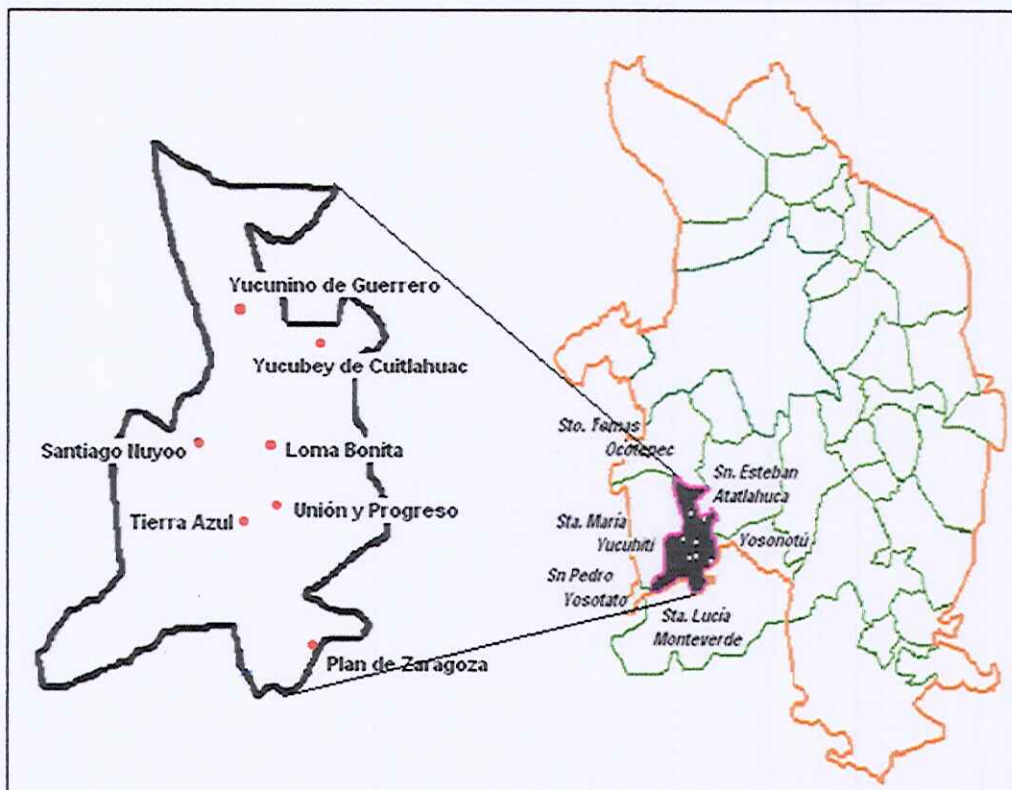 Yucunino de Guerrero
Yucubey de Cuitlahuac
Santiago Nuyoo
Loma Bonita
Unión y Progreso
Tierra Azul
Plan de Zaragoza
Sto. Tomas
Ocotepec
Sn. Esteban
Atatlahuca
Sta. María
Yucuhiti
Yosonotú
Sn Pedro
Yosotato
Sta. Lucía
Monteverde